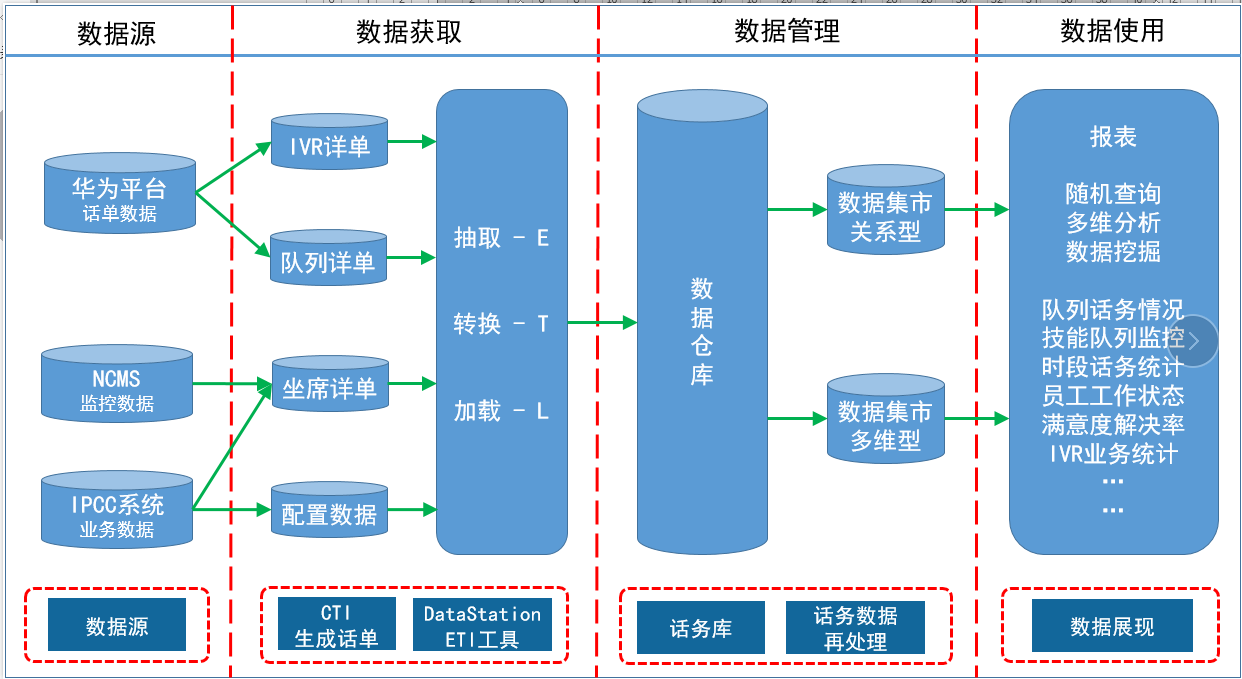 数据源
数据获取
数据管理
数据使用
华为平台
话单数据
NCMS
监控数据
IPCC系统
业务数据
IVR详单
队列详单
坐席详单
配置数据
抽取 - E
转换 - T
加载 - L
数
据
仓
库
数据集市
关系型
数据集市
多维型
报表
随机查询
多维分析
数据挖掘
队列话务情况
技能队列监控
时段话务统计
员工工作状态
满意度解决率
IVR业务统计
...
...
数据源
CTI
生成话单
DataStation
ETI工具
话务库
话务数据
再处理
数据展现